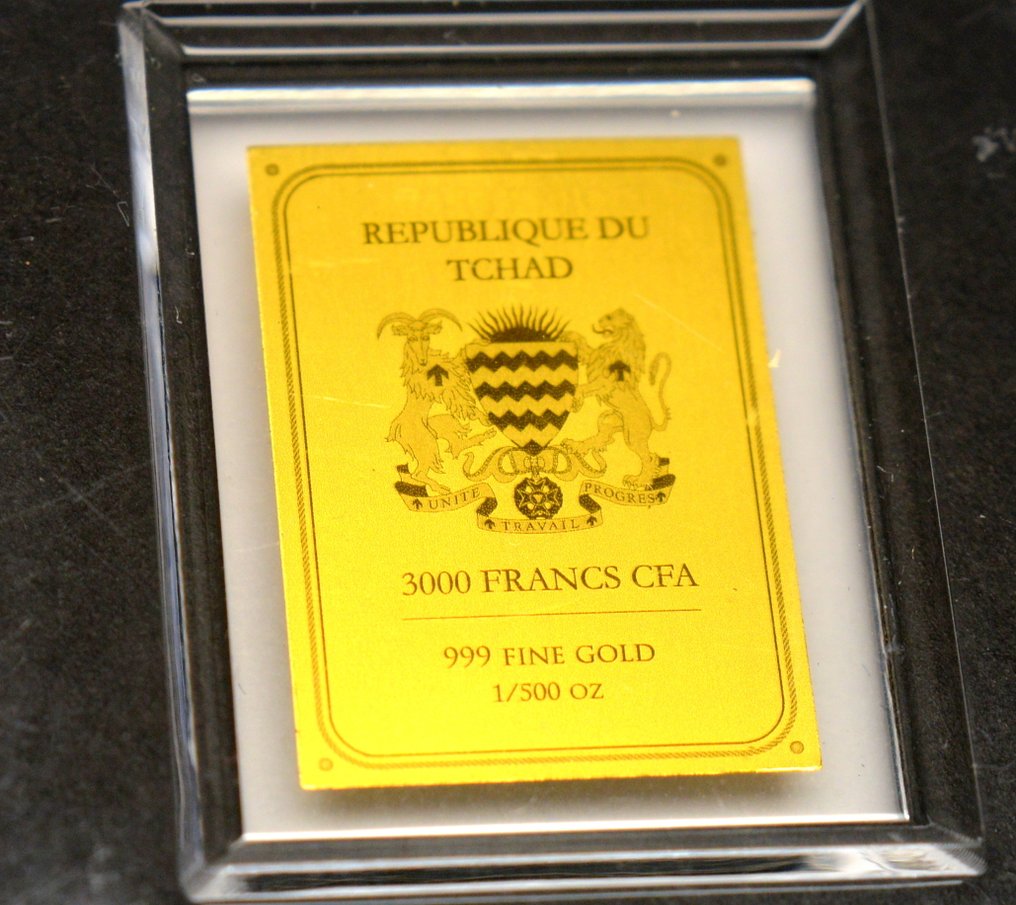 REPUBLIQUE DU
TCHAD
UNITE
TRAVAIL
PROGRES
3000 FRANCS CFA
999 FINE GOLD
1/500 OZ